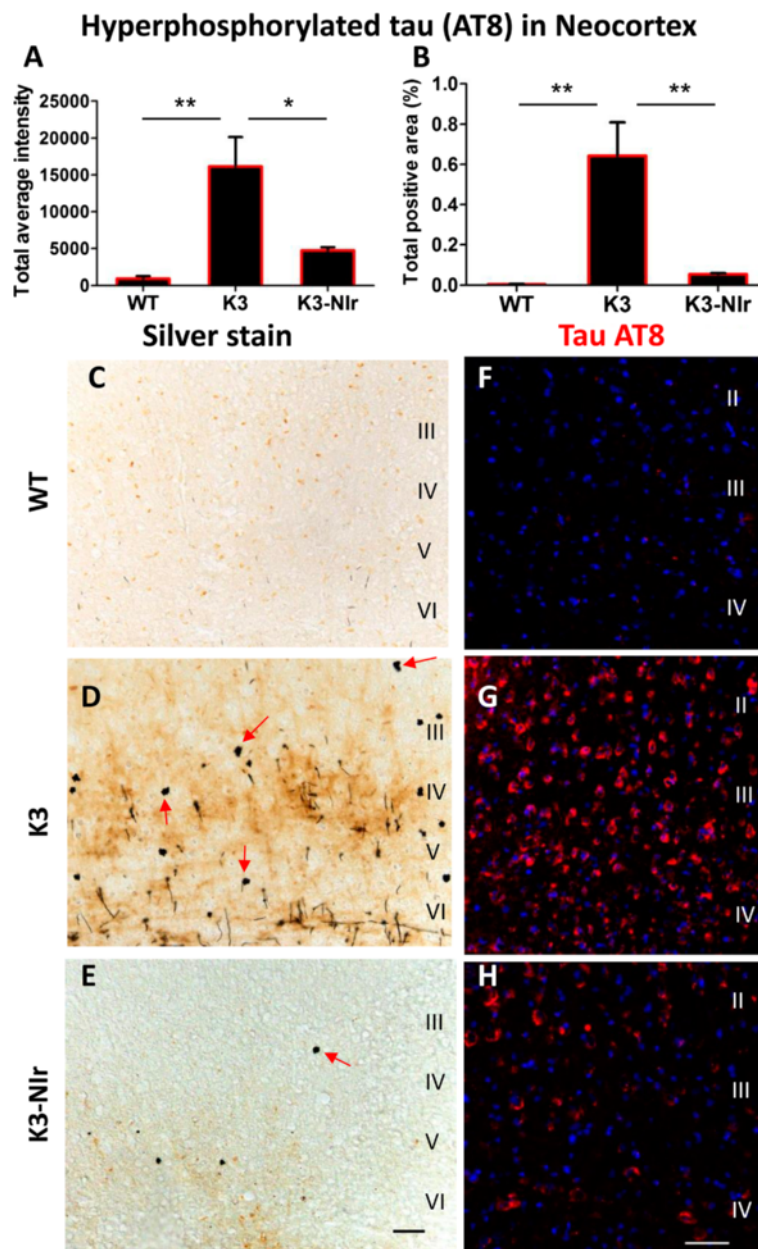 Hyperphosphorylated tau (AT8) in Neocortex
A
B
** *
** **
Total average intensity
25000
20000
15000
10000
5000
0
WT K3 K3-NIr
Total positive area (%)
1.0
0.8
0.6
0.4
0.2
0.0
WT K3 K3-NIr
Silver stain
Tau AT8
WT
C
III
IV
V
VI
F
II
III
IV
K3
D
III
IV
V
VI
G
II
III
IV
K3-NIr
E
III
IV
V
VI
H
II
III
IV